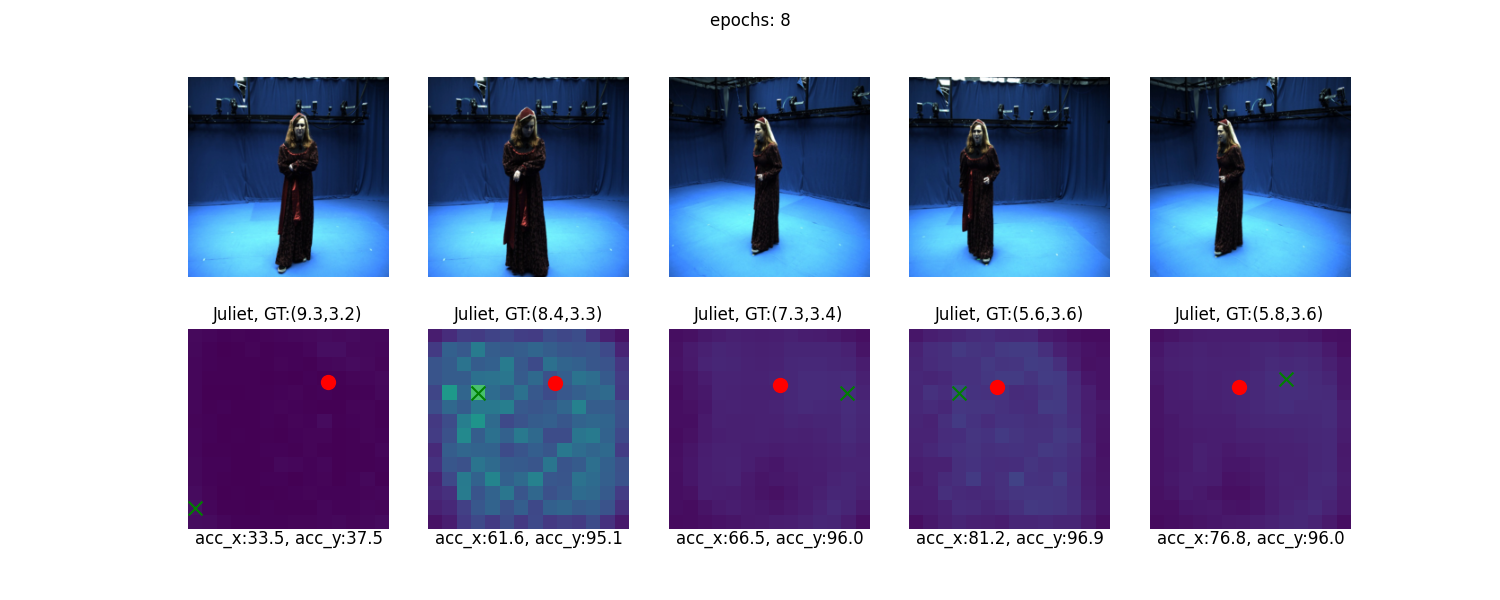 epochs: 8
Juliet, GT:(9.3,3.2)
Juliet, GT:(8.4,3.3)
Juliet, GT:(7.3,3.4)
Juliet, GT:(5.6,3.6)
Juliet, GT:(5.8,3.6)
acc_x:33.5, acc_y:37.5
acc_x:61.6, acc_y:95.1
acc_x:66.5, acc_y:96.0
acc_x:81.2, acc_y:96.9
acc_x:76.8, acc_y:96.0